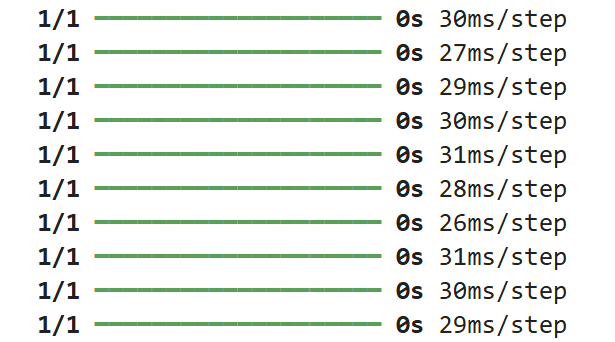 1/1 ━━━━━━━━━━━━━━━━━━━━ 0s 30ms/step
1/1 ━━━━━━━━━━━━━━━━━━━━ 0s 27ms/step
1/1 ━━━━━━━━━━━━━━━━━━━━ 0s 29ms/step
1/1 ━━━━━━━━━━━━━━━━━━━━ 0s 30ms/step
1/1 ━━━━━━━━━━━━━━━━━━━━ 0s 31ms/step
1/1 ━━━━━━━━━━━━━━━━━━━━ 0s 28ms/step
1/1 ━━━━━━━━━━━━━━━━━━━━ 0s 26ms/step
1/1 ━━━━━━━━━━━━━━━━━━━━ 0s 31ms/step
1/1 ━━━━━━━━━━━━━━━━━━━━ 0s 30ms/step
1/1 ━━━━━━━━━━━━━━━━━━━━ 0s 29ms/step